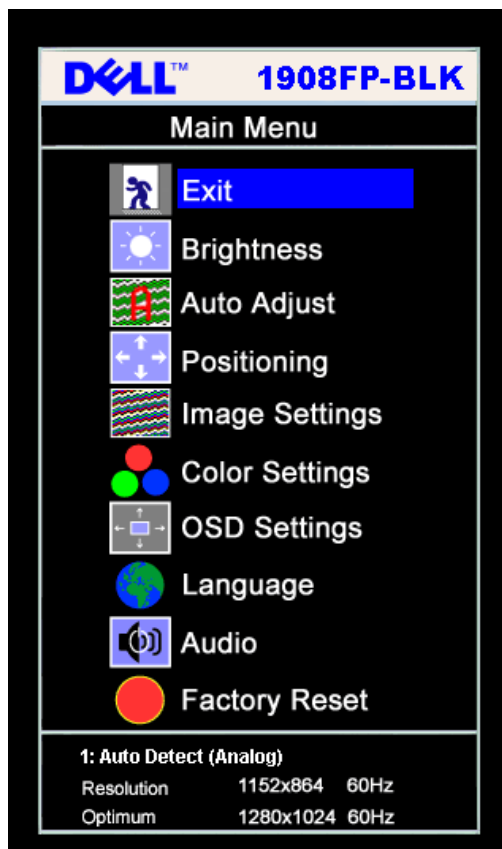 DELL™ 1908FP-BLK
Main Menu
Exit
Brightness
A
Auto Adjust
Positioning
Image Settings
Color Settings
OSD Settings
Language
Audio
Factory Reset
1: Auto Detect (Analog)
Resolution 1152x864 60Hz
Optimum 1280x1024 60Hz